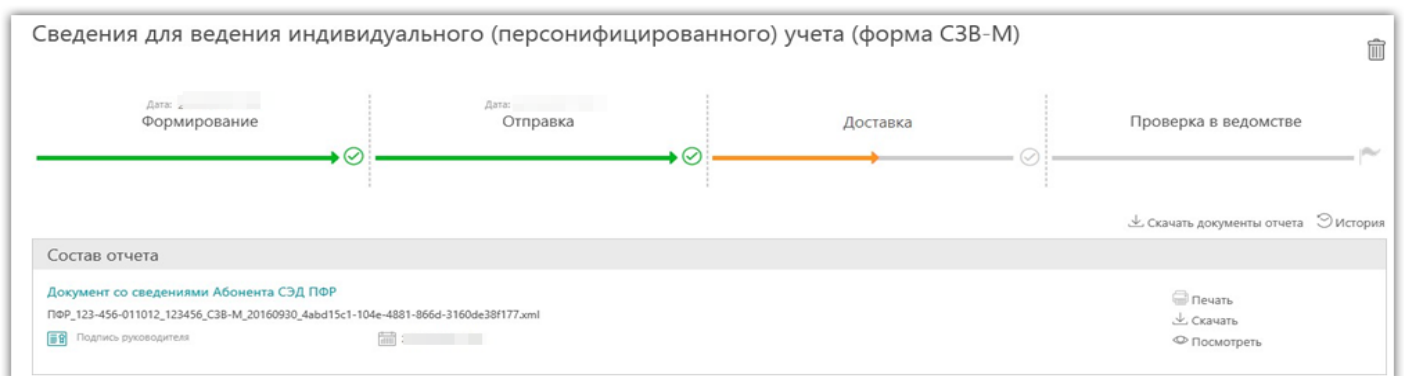 Сведения для ведения индивидуального (персонифицированного) учета (форма СЗВ-М)
Дата:
Формирование
Дата:
Отправка
Доставка
Проверка в ведомстве
Скачать документы отчета История
Состав отчета
Документ со сведениями Абонента СЭД ПФР
ПФР_123-456-011012_123456_СЗВ-М_20160930_4abd15c1-104e-4881-866d-3160de38f177.xml
Печать
Скачать
Подпись руководителя
Посмотреть